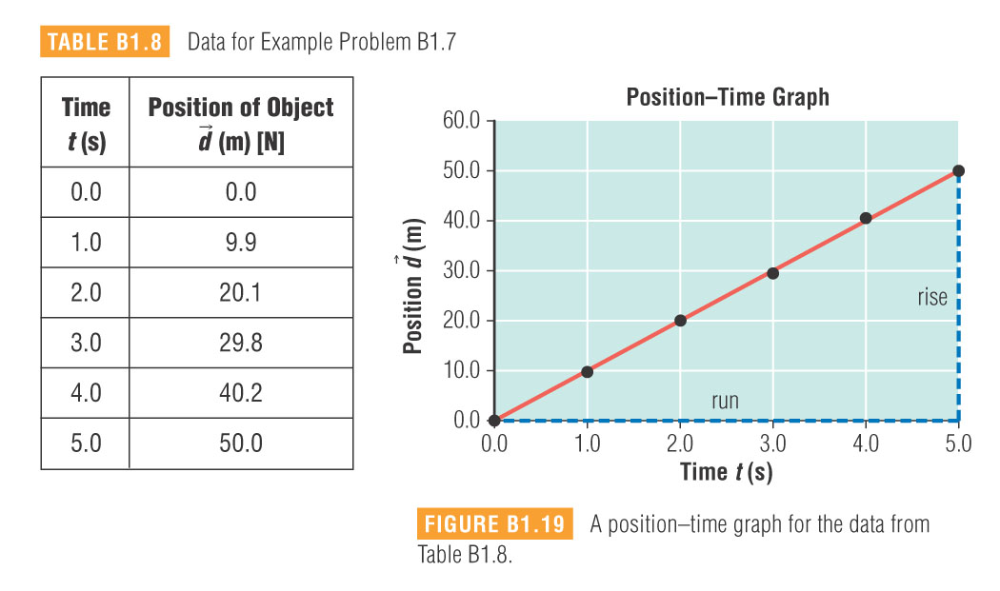 TABLE B1.8 Data for Example Problem B1.7
Time Position of Object
t (s) d⃗ (m) [N]
0.0 0.0
1.0 9.9
2.0 20.1
3.0 29.8
4.0 40.2
5.0 50.0
Position–Time Graph
60.0
50.0
40.0
30.0
20.0
10.0
0.0
Position d⃗ (m)
rise
run
0.0 1.0 2.0 3.0 4.0 5.0
Time t (s)
FIGURE B1.19 A position–time graph for the data from
Table B1.8.